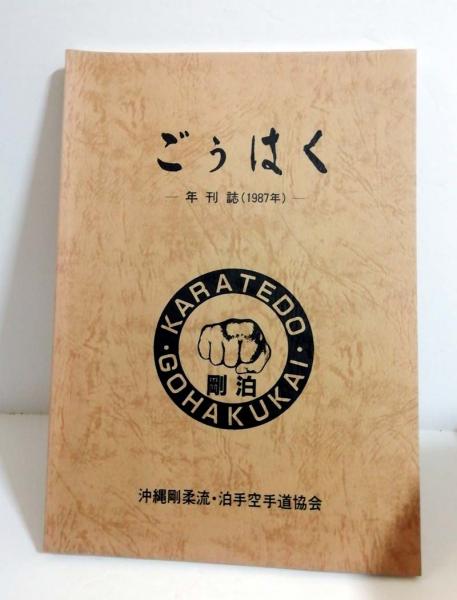 ごうはく
― 年刊誌(1987年) ―
KARATEDO
・GOHAKUKAI・
剛泊
沖縄剛柔流・泊手空手道協会